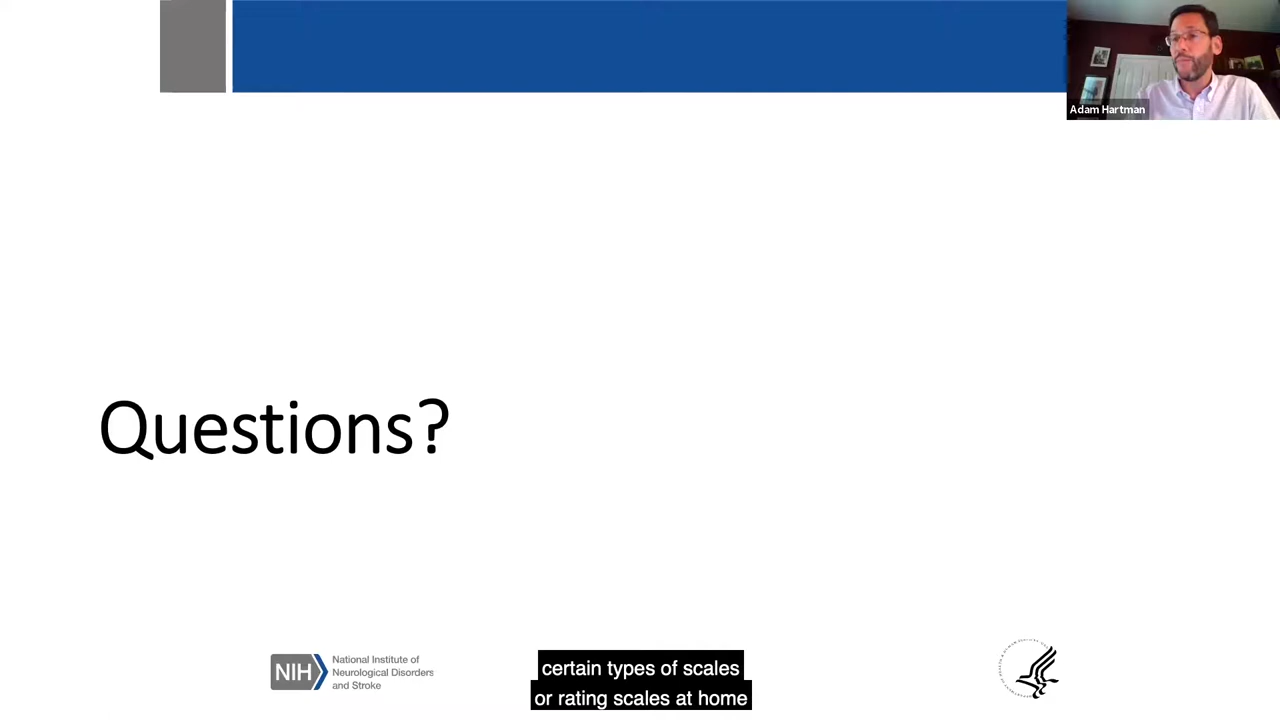 Adam Hartman
Questions?
NIH
National Institute of
Neurological Disorders
and Stroke
certain types of scales
or rating scales at home